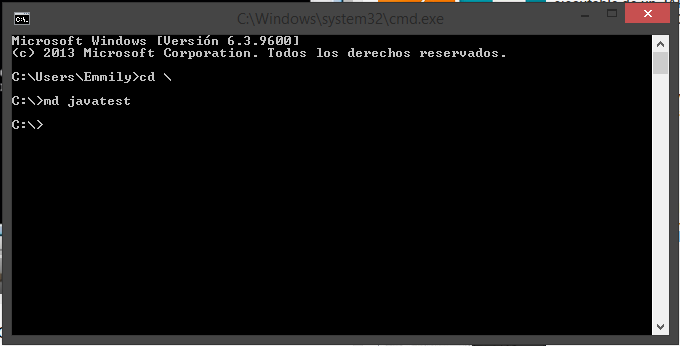 C:\Windows\system32\cmd.exe
Microsoft Windows [Versión 6.3.9600]
(c) 2013 Microsoft Corporation. Todos los derechos reservados.
C:\Users\Emmily>cd \
C:\>md javatest
C:\>